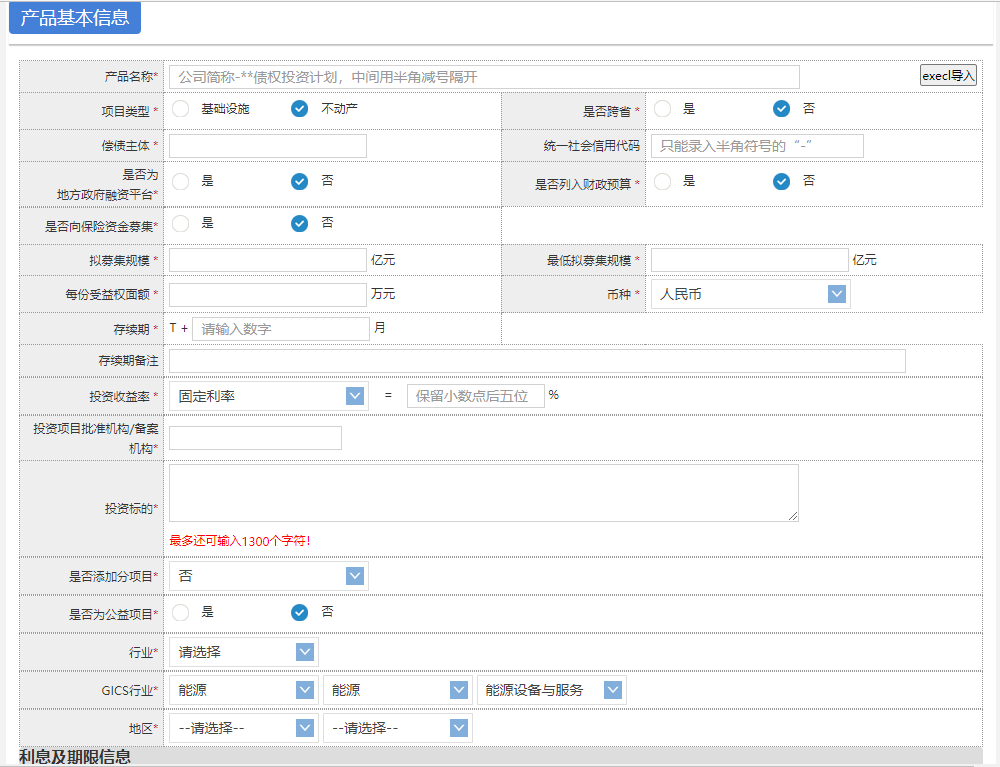 产品基本信息
产品名称* 公司简称-**债权投资计划，中间用半角减号隔开 execl导入
项目类型 * 基础设施 不动产 是否跨省 * 是 否
偿债主体 * 统一社会信用代码 只能录入半角符号的“-”
是否为
地方政府融资平台* 是 否 是否列入财政预算 * 是 否
是否向保险资金募集* 是 否
拟募集规模 * 亿元 最低拟募集规模 * 亿元
每份受益权面额 * 万元 币种 * 人民币
存续期 * T + 请输入数字 月
存续期备注
投资收益率 * 固定利率 = 保留小数点后五位 %
投资项目批准机构/备案
机构*
投资标的*
最多还可输入1300个字符!
是否添加分项目* 否
是否为公益项目* 是 否
行业* 请选择
GICS行业* 能源 能源 能源设备与服务
地区* --请选择-- --请选择--
利息及期限信息